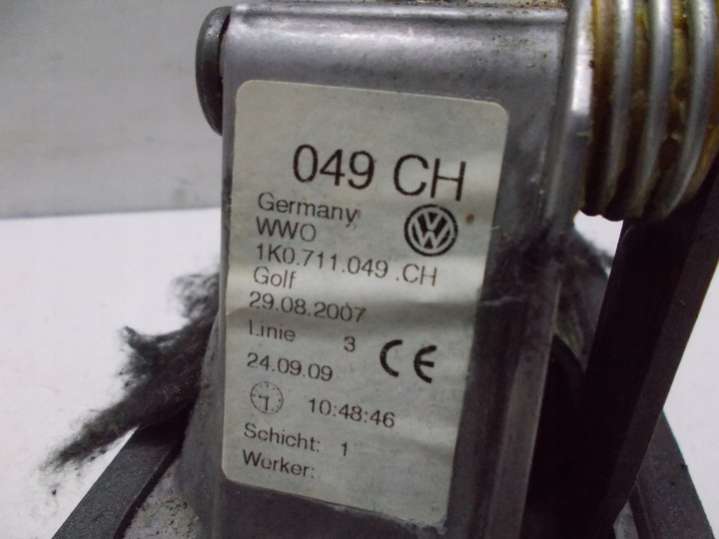 049 CH
Germany
WWO
1K0.711.049 .CH
Golf
29.08.2007
Linie 3
CE
24.09.09
10:48:46
Schicht: 1
Werker: